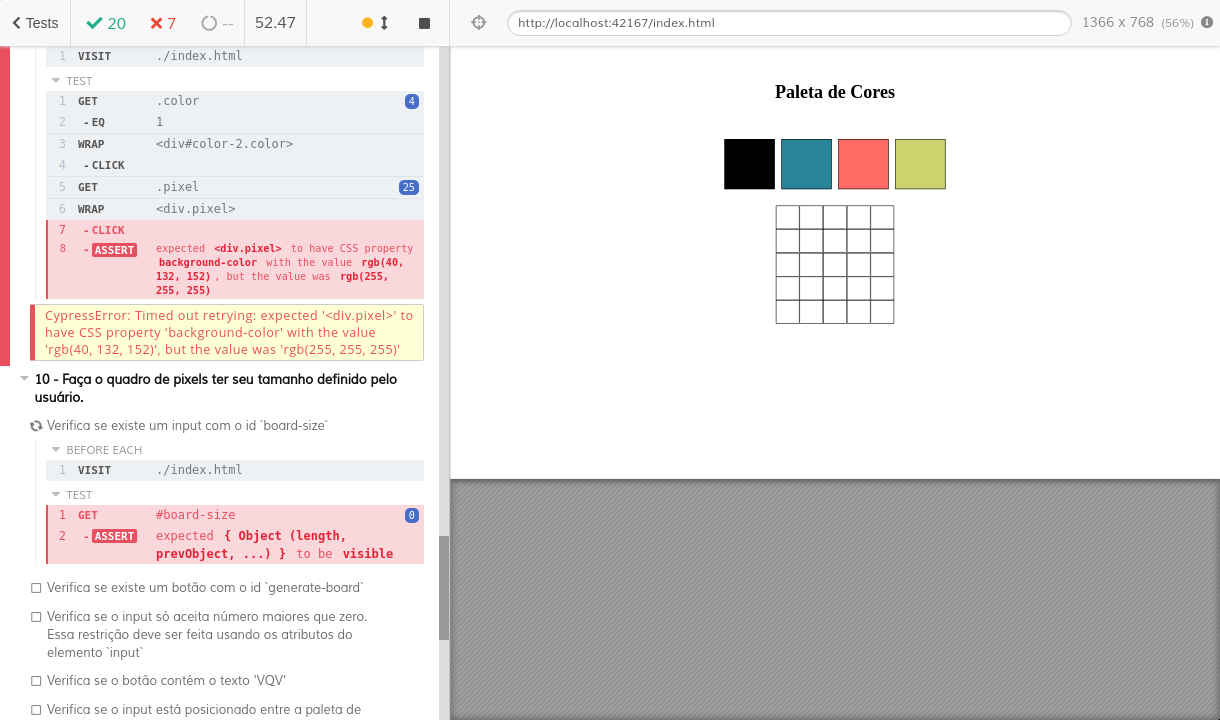 Tests 20 7 -- 52.47 http://localhost:42167/index.html 1366 x 768 (56%)
1 VISIT ./index.html
TEST
1 GET .color 4
2 - EQ 1
3 WRAP <div#color-2.color>
4 - CLICK
5 GET .pixel 25
6 WRAP <div.pixel>
7 - CLICK
8 - ASSERT expected <div.pixel> to have CSS property
background-color with the value rgb(40,
132, 152) , but the value was rgb(255,
255, 255)
CypressError: Timed out retrying: expected '<div.pixel>' to
have CSS property 'background-color' with the value
'rgb(40, 132, 152)', but the value was 'rgb(255, 255, 255)'
10 - Faça o quadro de pixels ter seu tamanho definido pelo
usuário.
Verifica se existe um input com o id `board-size`
BEFORE EACH
1 VISIT ./index.html
TEST
1 GET #board-size 0
2 - ASSERT expected { Object (length,
prevObject, ...) } to be visible
Verifica se existe um botão com o id `generate-board`
Verifica se o input só aceita número maiores que zero.
Essa restrição deve ser feita usando os atributos do
elemento `input`
Verifica se o botão contém o texto 'VQV'
Verifica se o input está posicionado entre a paleta de
Paleta de Cores